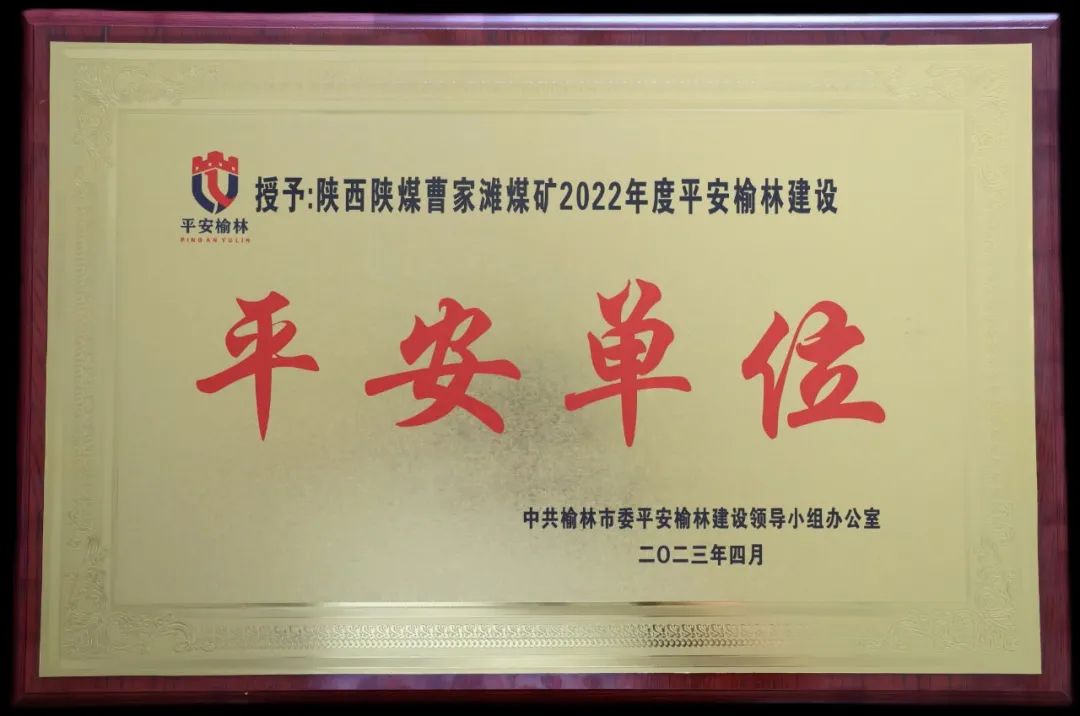 授予:陕西陕煤曹家滩煤矿2022年度平安榆林建设
平安榆林
PING AN YU LIN
平安单位
中共榆林市委平安榆林建设领导小组办公室
二〇二三年四月